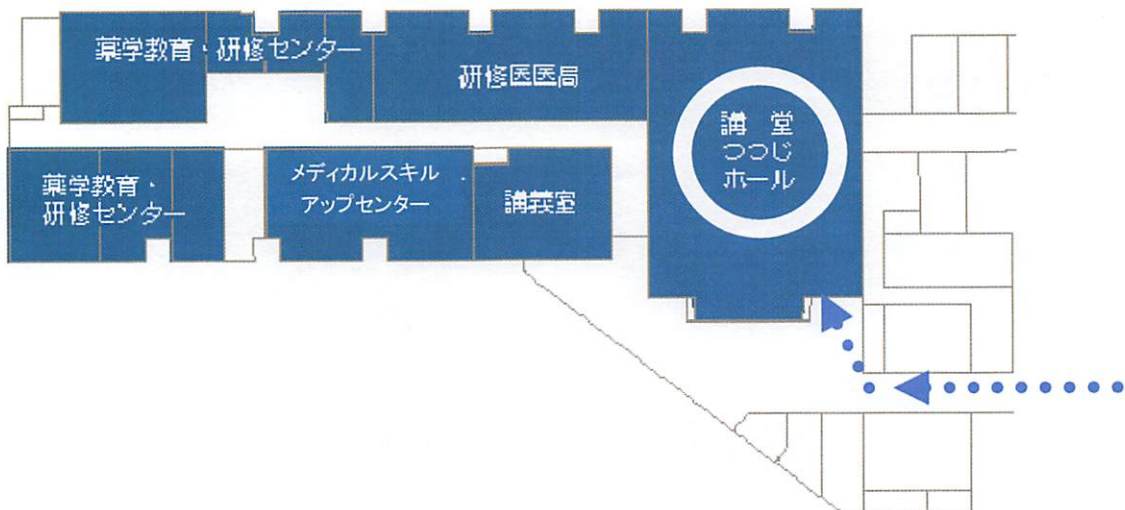 薬学教育・研修センター
研修医医局
講　堂
つつじ
ホール
薬学教育・
研修センター
メディカルスキル
アップセンター
講義室